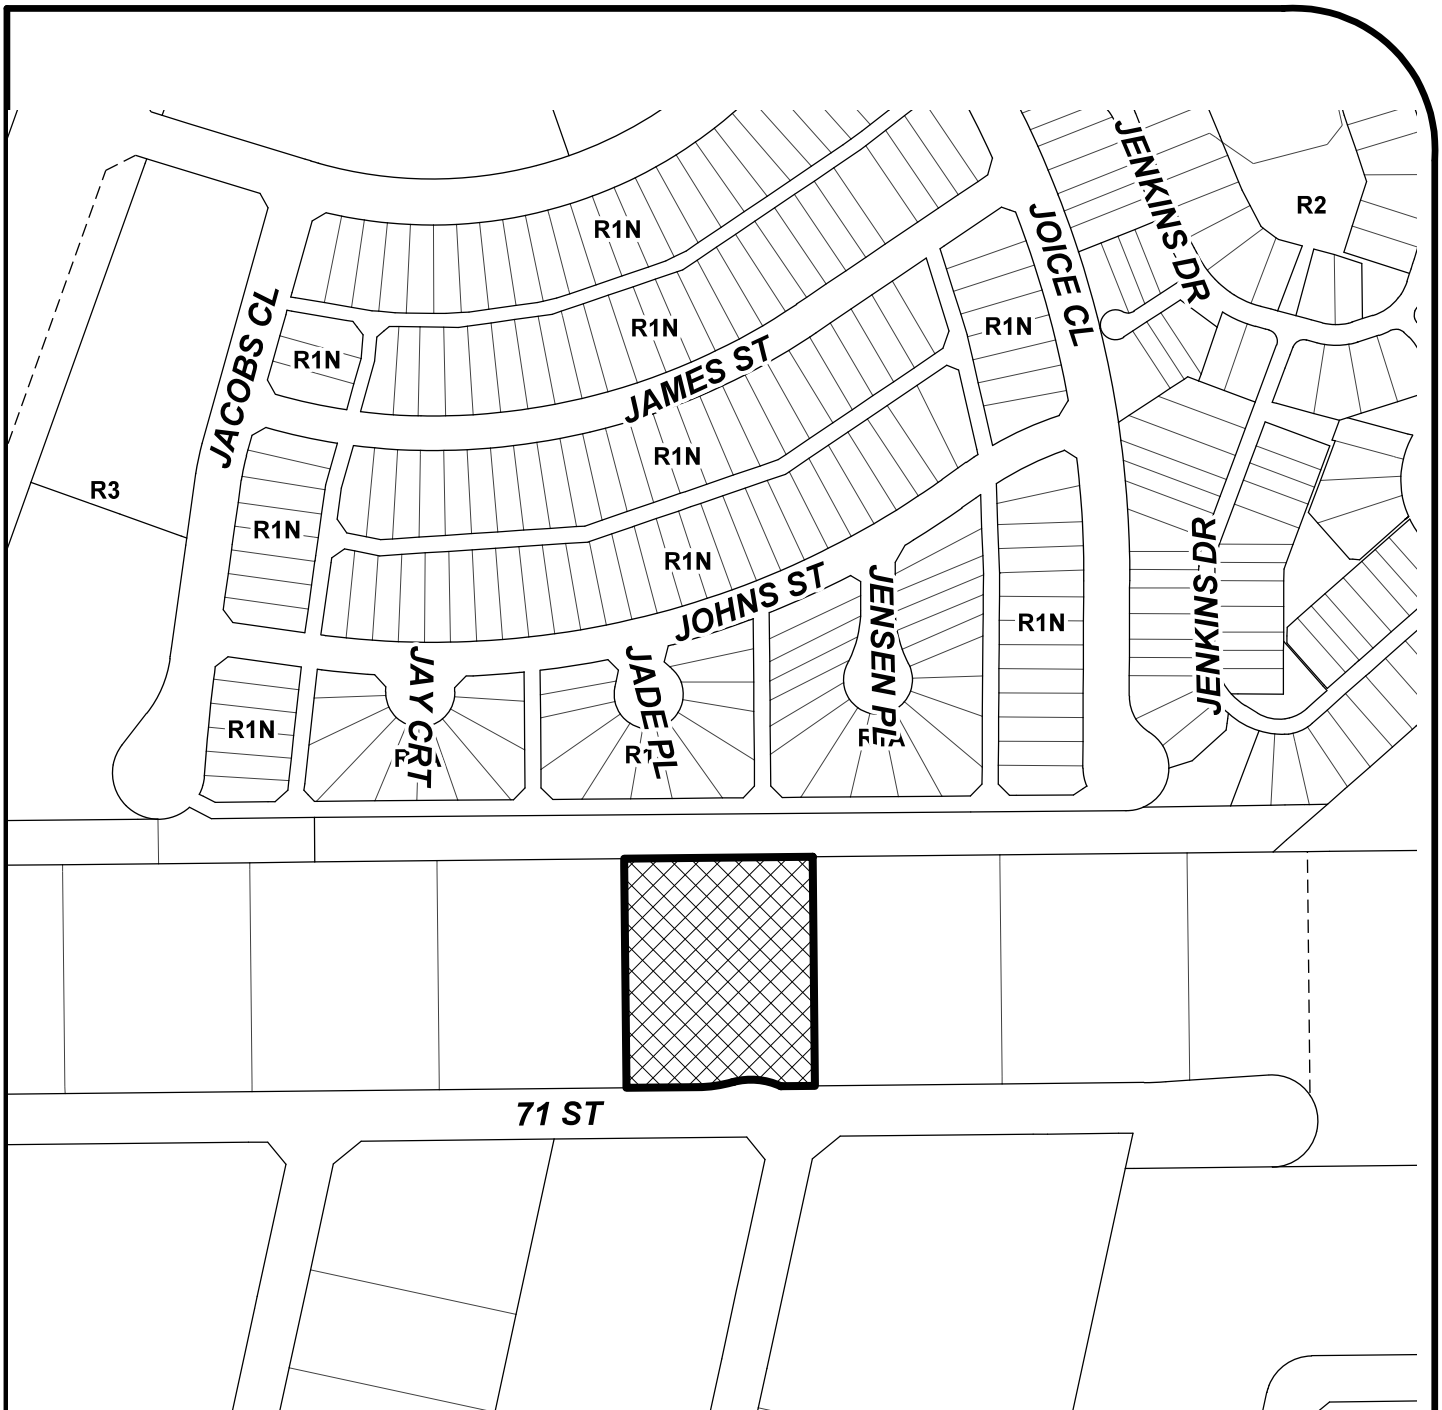 JENKINS DR
R2
R1N
JOICE CL
JACOBS CL
R1N
R1N
R1N
JAMES ST
R1N
R3
R1N
JENKINS DR
R1N
JOHNS ST
JENSEN PL
R1N
JAY CRT
JADE PL
R1N
71 ST